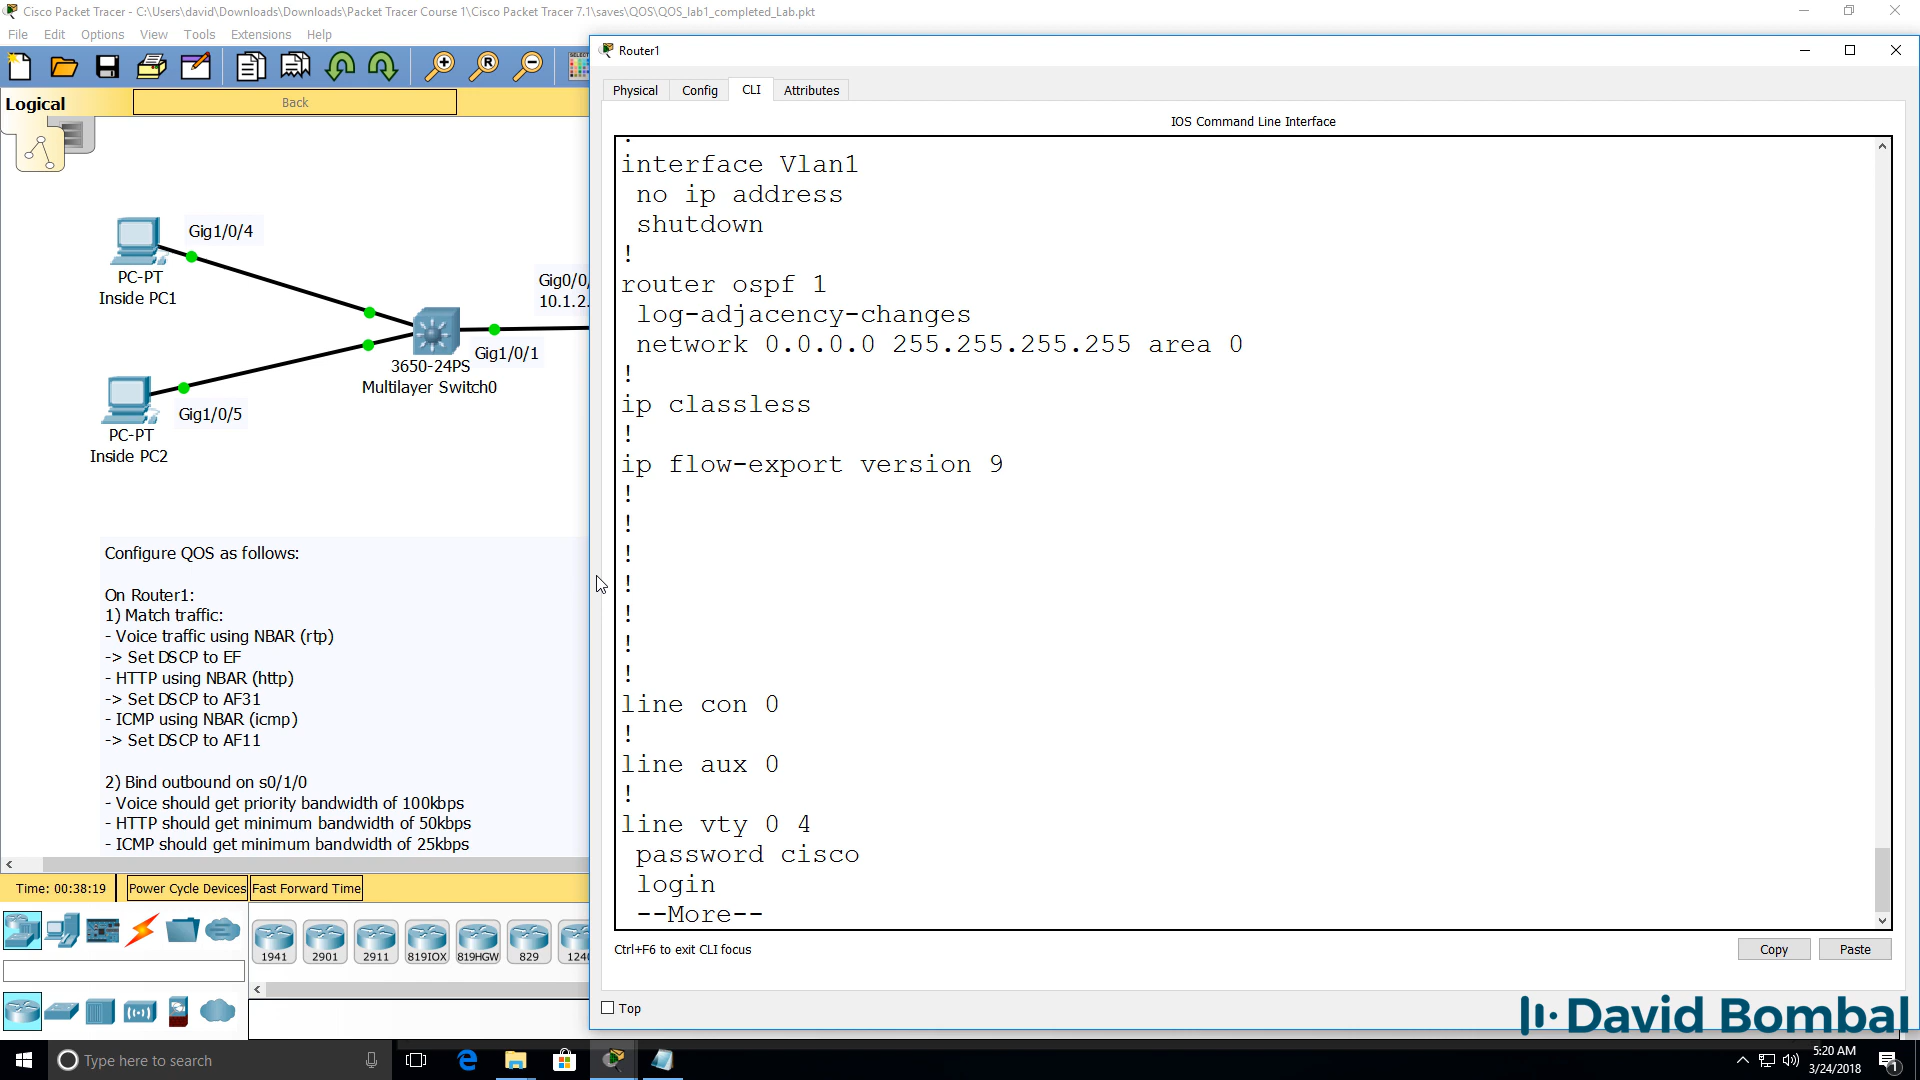 Cisco Packet Tracer - C:\Users\david\Downloads\Downloads\Packet Tracer Course 1\Cisco Packet Tracer 7.1\saves\QOS\QOS_lab1_completed_Lab.pkt
File Edit Options View Tools Extensions Help
Logical
Back
Gig1/0/4
PC-PT
Inside PC1
Gig0/0/
10.1.2.
3650-24PS
Multilayer Switch0
Gig1/0/1
Gig1/0/5
PC-PT
Inside PC2
Configure QOS as follows:
On Router1:
1) Match traffic:
- Voice traffic using NBAR (rtp)
-> Set DSCP to EF
- HTTP using NBAR (http)
-> Set DSCP to AF31
- ICMP using NBAR (icmp)
-> Set DSCP to AF11
2) Bind outbound on s0/1/0
- Voice should get priority bandwidth of 100kbps
- HTTP should get minimum bandwidth of 50kbps
- ICMP should get minimum bandwidth of 25kbps
Time: 00:38:19 Power Cycle Devices Fast Forward Time
1941 2901 2911 819IOX 819HGW 829 124
Router1
Physical Config CLI Attributes
IOS Command Line Interface
!
interface Vlan1
no ip address
shutdown
!
router ospf 1
log-adjacency-changes
network 0.0.0.0 255.255.255.255 area 0
!
ip classless
!
ip flow-export version 9
!
!
!
!
!
!
!
line con 0
!
line aux 0
!
line vty 0 4
password cisco
login
--More--
Ctrl+F6 to exit CLI focus
Copy Paste
Top
David Bombal
Type here to search
5:20 AM
3/24/2018
1